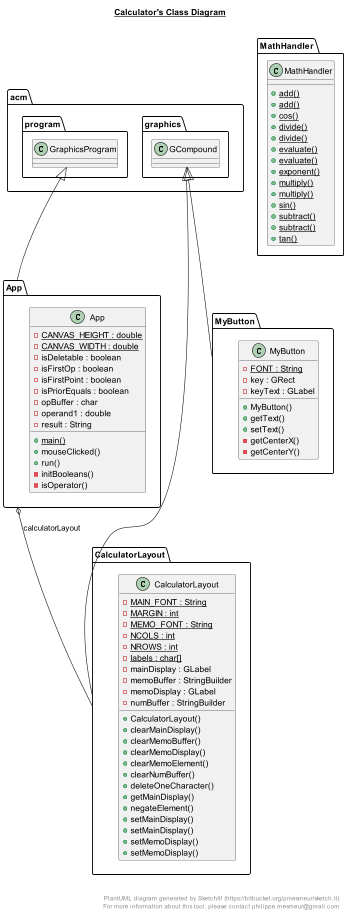 Calculator's Class Diagram
MathHandler
C MathHandler
add()
add()
cos()
divide()
divide()
evaluate()
evaluate()
exponent()
multiply()
multiply()
sin()
subtract()
subtract()
tan()
acm
program
C GraphicsProgram
graphics
C GCompound
App
C App
CANVAS_HEIGHT : double
CANVAS_WIDTH : double
isDeletable : boolean
isFirstOp : boolean
isFirstPoint : boolean
isPriorEquals : boolean
opBuffer : char
operand1 : double
result : String
main()
mouseClicked()
run()
initBooleans()
isOperator()
MyButton
C MyButton
FONT : String
key : GRect
keyText : GLabel
MyButton()
getText()
setText()
getCenterX()
getCenterY()
calculatorLayout
CalculatorLayout
C CalculatorLayout
MAIN_FONT : String
MARGIN : int
MEMO_FONT : String
NCOLS : int
NROWS : int
labels : char[]
mainDisplay : GLabel
memoBuffer : StringBuilder
memoDisplay : GLabel
numBuffer : StringBuilder
CalculatorLayout()
clearMainDisplay()
clearMemoBuffer()
clearMemoDisplay()
clearMemoElement()
clearNumBuffer()
deleteOneCharacter()
getMainDisplay()
negateElement()
setMainDisplay()
setMainDisplay()
setMemoDisplay()
setMemoDisplay()
PlantUML diagram generated by SketchIt! (https://bitbucket.org/pmesmeur/sketch.it)
For more information about this tool, please contact philippe.mesmeur@gmail.com